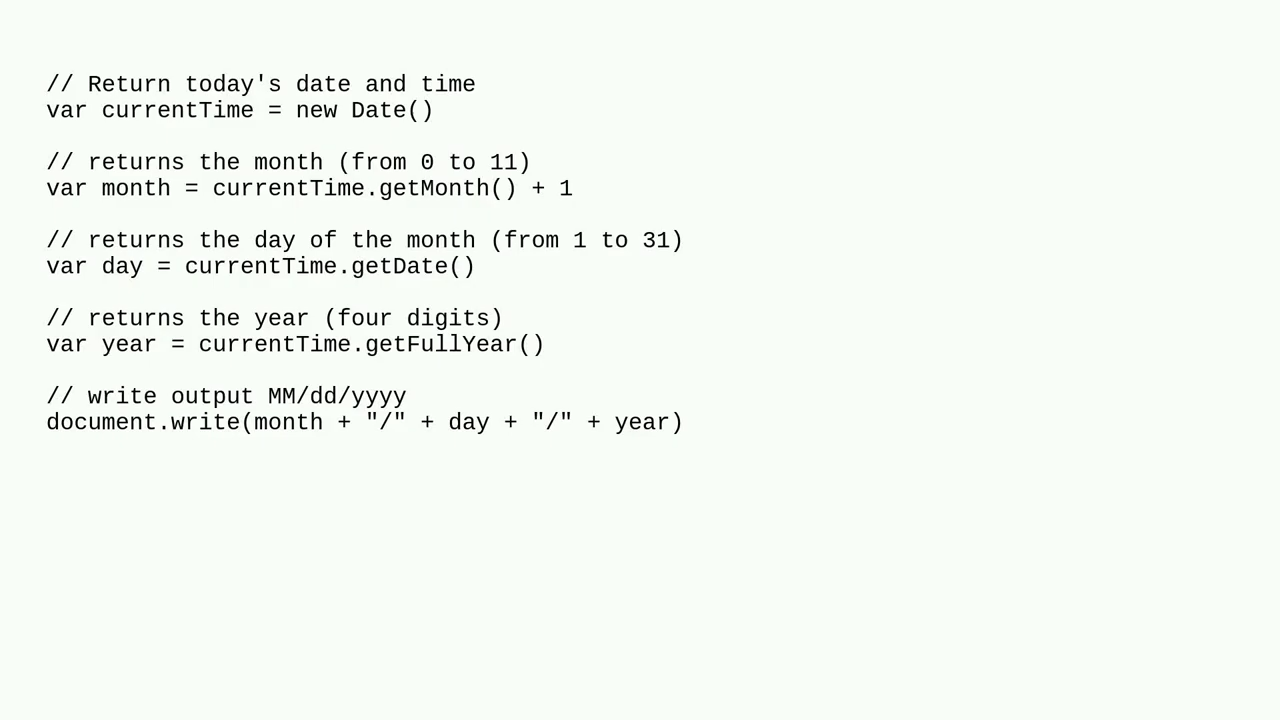 // Return today's date and time
var currentTime = new Date()
// returns the month (from 0 to 11)
var month = currentTime.getMonth() + 1
// returns the day of the month (from 1 to 31)
var day = currentTime.getDate()
// returns the year (four digits)
var year = currentTime.getFullYear()
// write output MM/dd/yyyy
document.write(month + "/" + day + "/" + year)